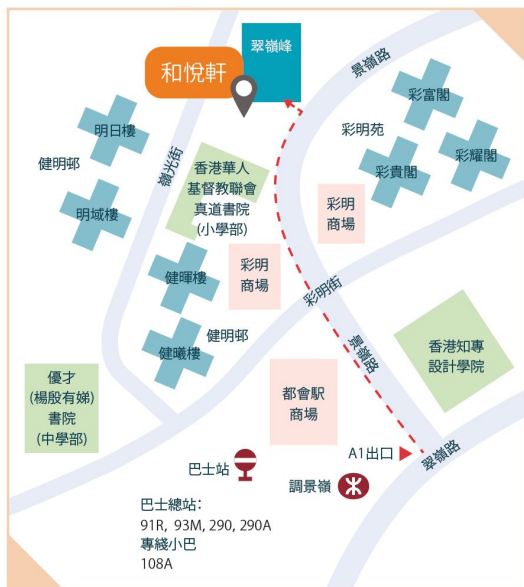 翠嶺峰
和悅軒
景嶺路
彩富閣
彩明苑
彩貴閣
彩耀閣
明日樓
健明邨
明域樓
嶺光街
香港華人
基督教聯會
真道書院
(小學部)
彩明
商場
彩明
商場
健暉樓
彩明街
健明邨
健曦樓
景嶺路
香港知專
設計學院
優才
(楊殷有娣)
書院
(中學部)
都會駅
商場
A1出口
翠嶺路
巴士站
調景嶺
巴士總站：
91R, 93M, 290, 290A
專綫小巴
108A